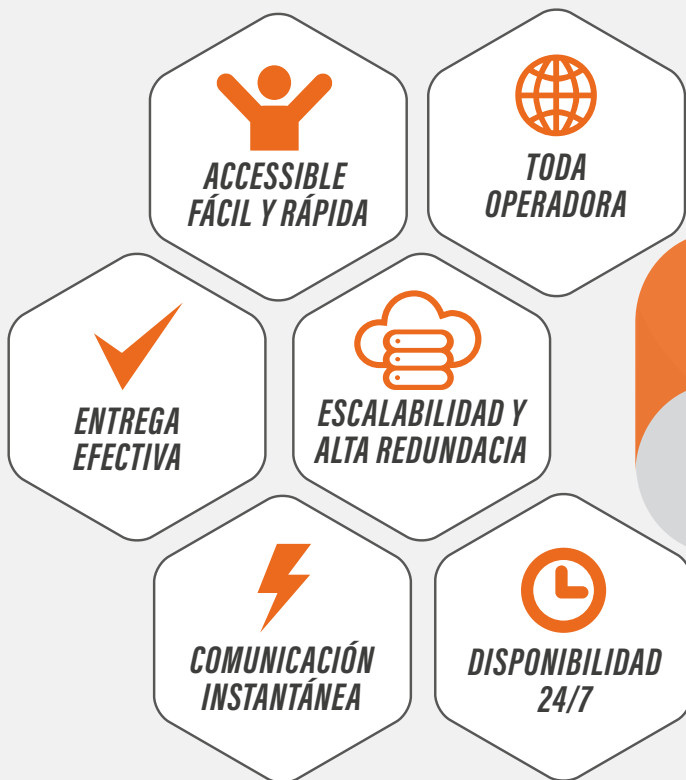 ACCESSIBLE
FÁCIL Y RÁPIDA
TODA
OPERADORA
ENTREGA
EFECTIVA
ESCALABILIDAD Y
ALTA REDUNDACIA
COMUNICACIÓN
INSTANTÁNEA
DISPONIBILIDAD
24/7